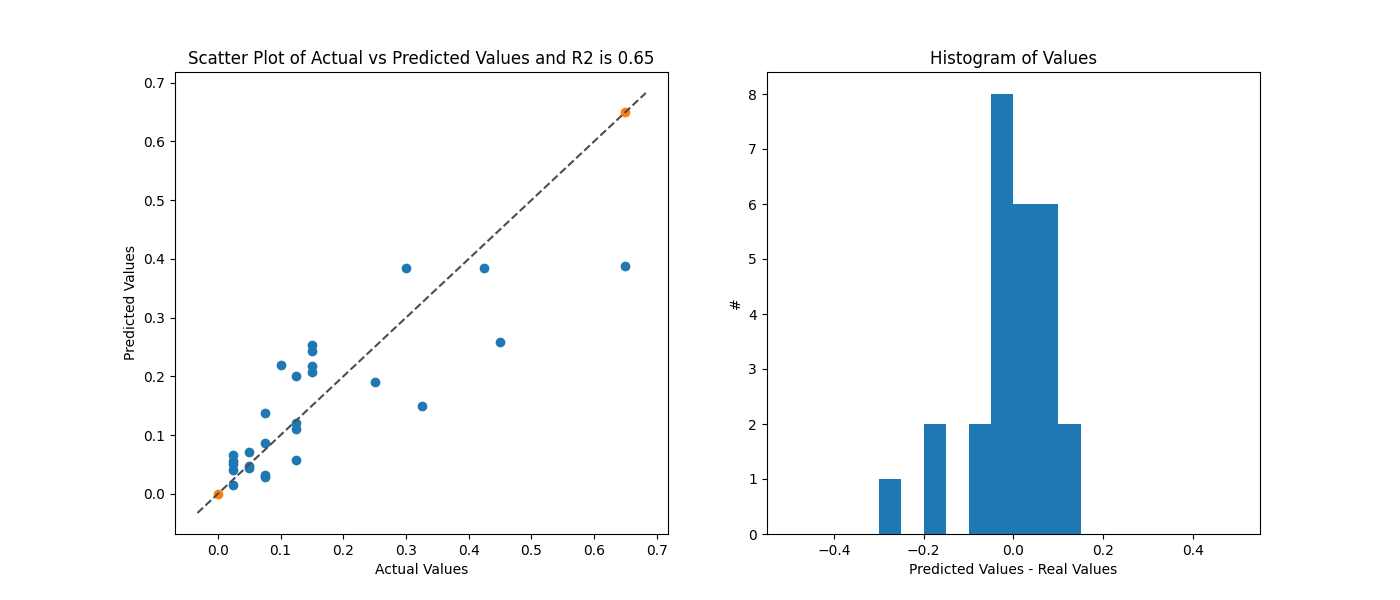 Scatter Plot of Actual vs Predicted Values and R2 is 0.65
0.7
0.6
0.5
0.4
0.3
0.2
0.1
0.0
Predicted Values
0.0 0.1 0.2 0.3 0.4 0.5 0.6 0.7
Actual Values
Histogram of Values
8
7
6
5
4
3
2
1
0
#
−0.4 −0.2 0.0 0.2 0.4
Predicted Values - Real Values